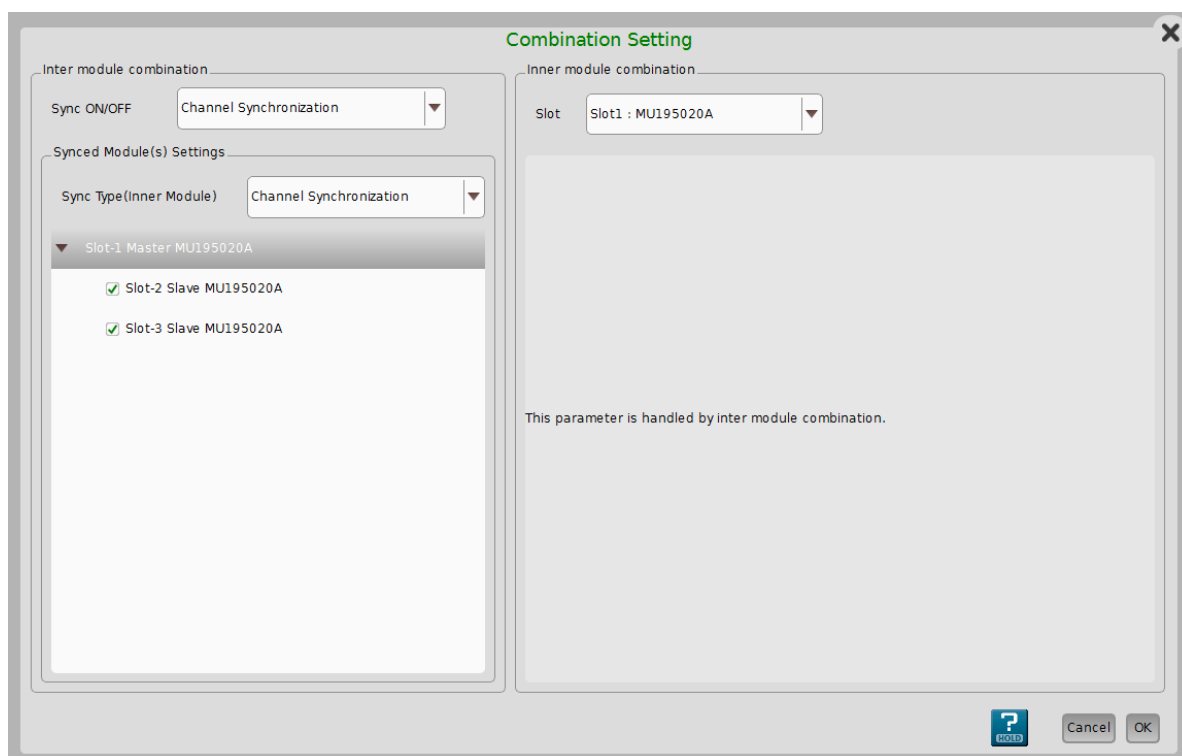 Combination Setting
Inter module combination
Sync ON/OFF
Channel Synchronization
Synced Module(s) Settings
Sync Type(Inner Module)
Channel Synchronization
Slot-1 Master MU195020A
Slot-2 Slave MU195020A
Slot-3 Slave MU195020A
Inner module combination
Slot
Slot1 : MU195020A
This parameter is handled by inter module combination.
?
HOLD
Cancel
OK